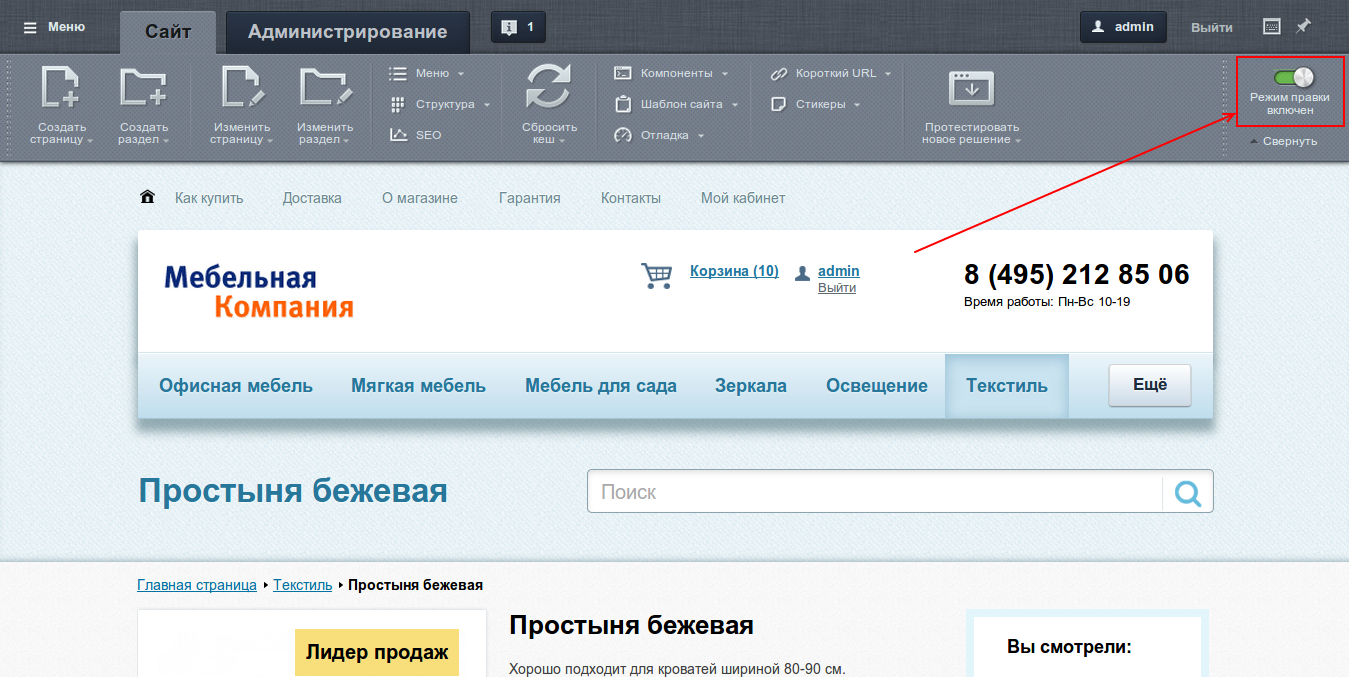 Меню
Сайт
Администрирование
1
admin
Выйти
Создать
страницу
Создать
раздел
Изменить
страницу
Изменить
раздел
Меню
Структура
SEO
Сбросить
кеш
Компоненты
Шаблон сайта
Отладка
Короткий URL
Стикеры
Протестировать
новое решение
Режим правки
включен
Свернуть
Как купить Доставка О магазине Гарантия Контакты Мой кабинет
Мебельная
Компания
Корзина (10)
admin
Выйти
8 (495) 212 85 06
Время работы: Пн-Вс 10-19
Офисная мебель Мягкая мебель Мебель для сада Зеркала Освещение Текстиль Ещё
Простыня бежевая
Поиск
Главная страница Текстиль Простыня бежевая
Лидер продаж
Простыня бежевая
Хорошо подходит для кроватей шириной 80-90 см.
Вы смотрели: